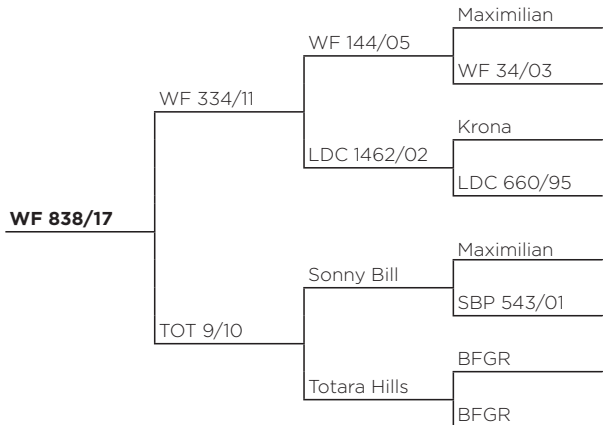 Maximilian
WF 144/05
WF 34/03
WF 334/11
Krona
LDC 1462/02
LDC 660/95
WF 838/17
Maximilian
Sonny Bill
SBP 543/01
TOT 9/10
BFGR
Totara Hills
BFGR